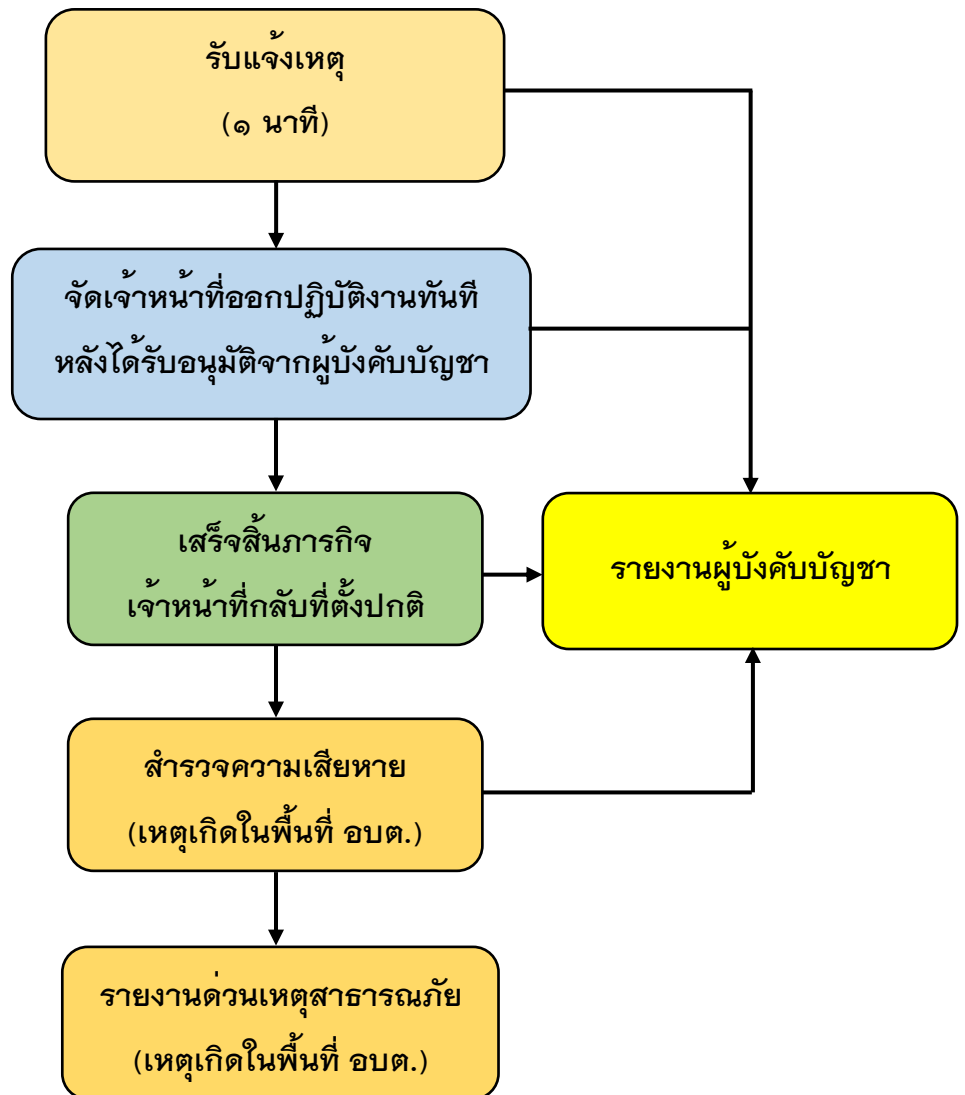 รับแจ้งเหตุ
(๑ นาที)
จัดเจ้าหน้าที่ออกปฏิบัติงานทันที
หลังได้รับอนุมัติจากผู้บังคับบัญชา
เสร็จสิ้นภารกิจ
เจ้าหน้าที่กลับที่ตั้งปกติ
รายงานผู้บังคับบัญชา
สำรวจความเสียหาย
(เหตุเกิดในพื้นที่ อบต.)
รายงานด่วนเหตุสาธารณภัย
(เหตุเกิดในพื้นที่ อบต.)